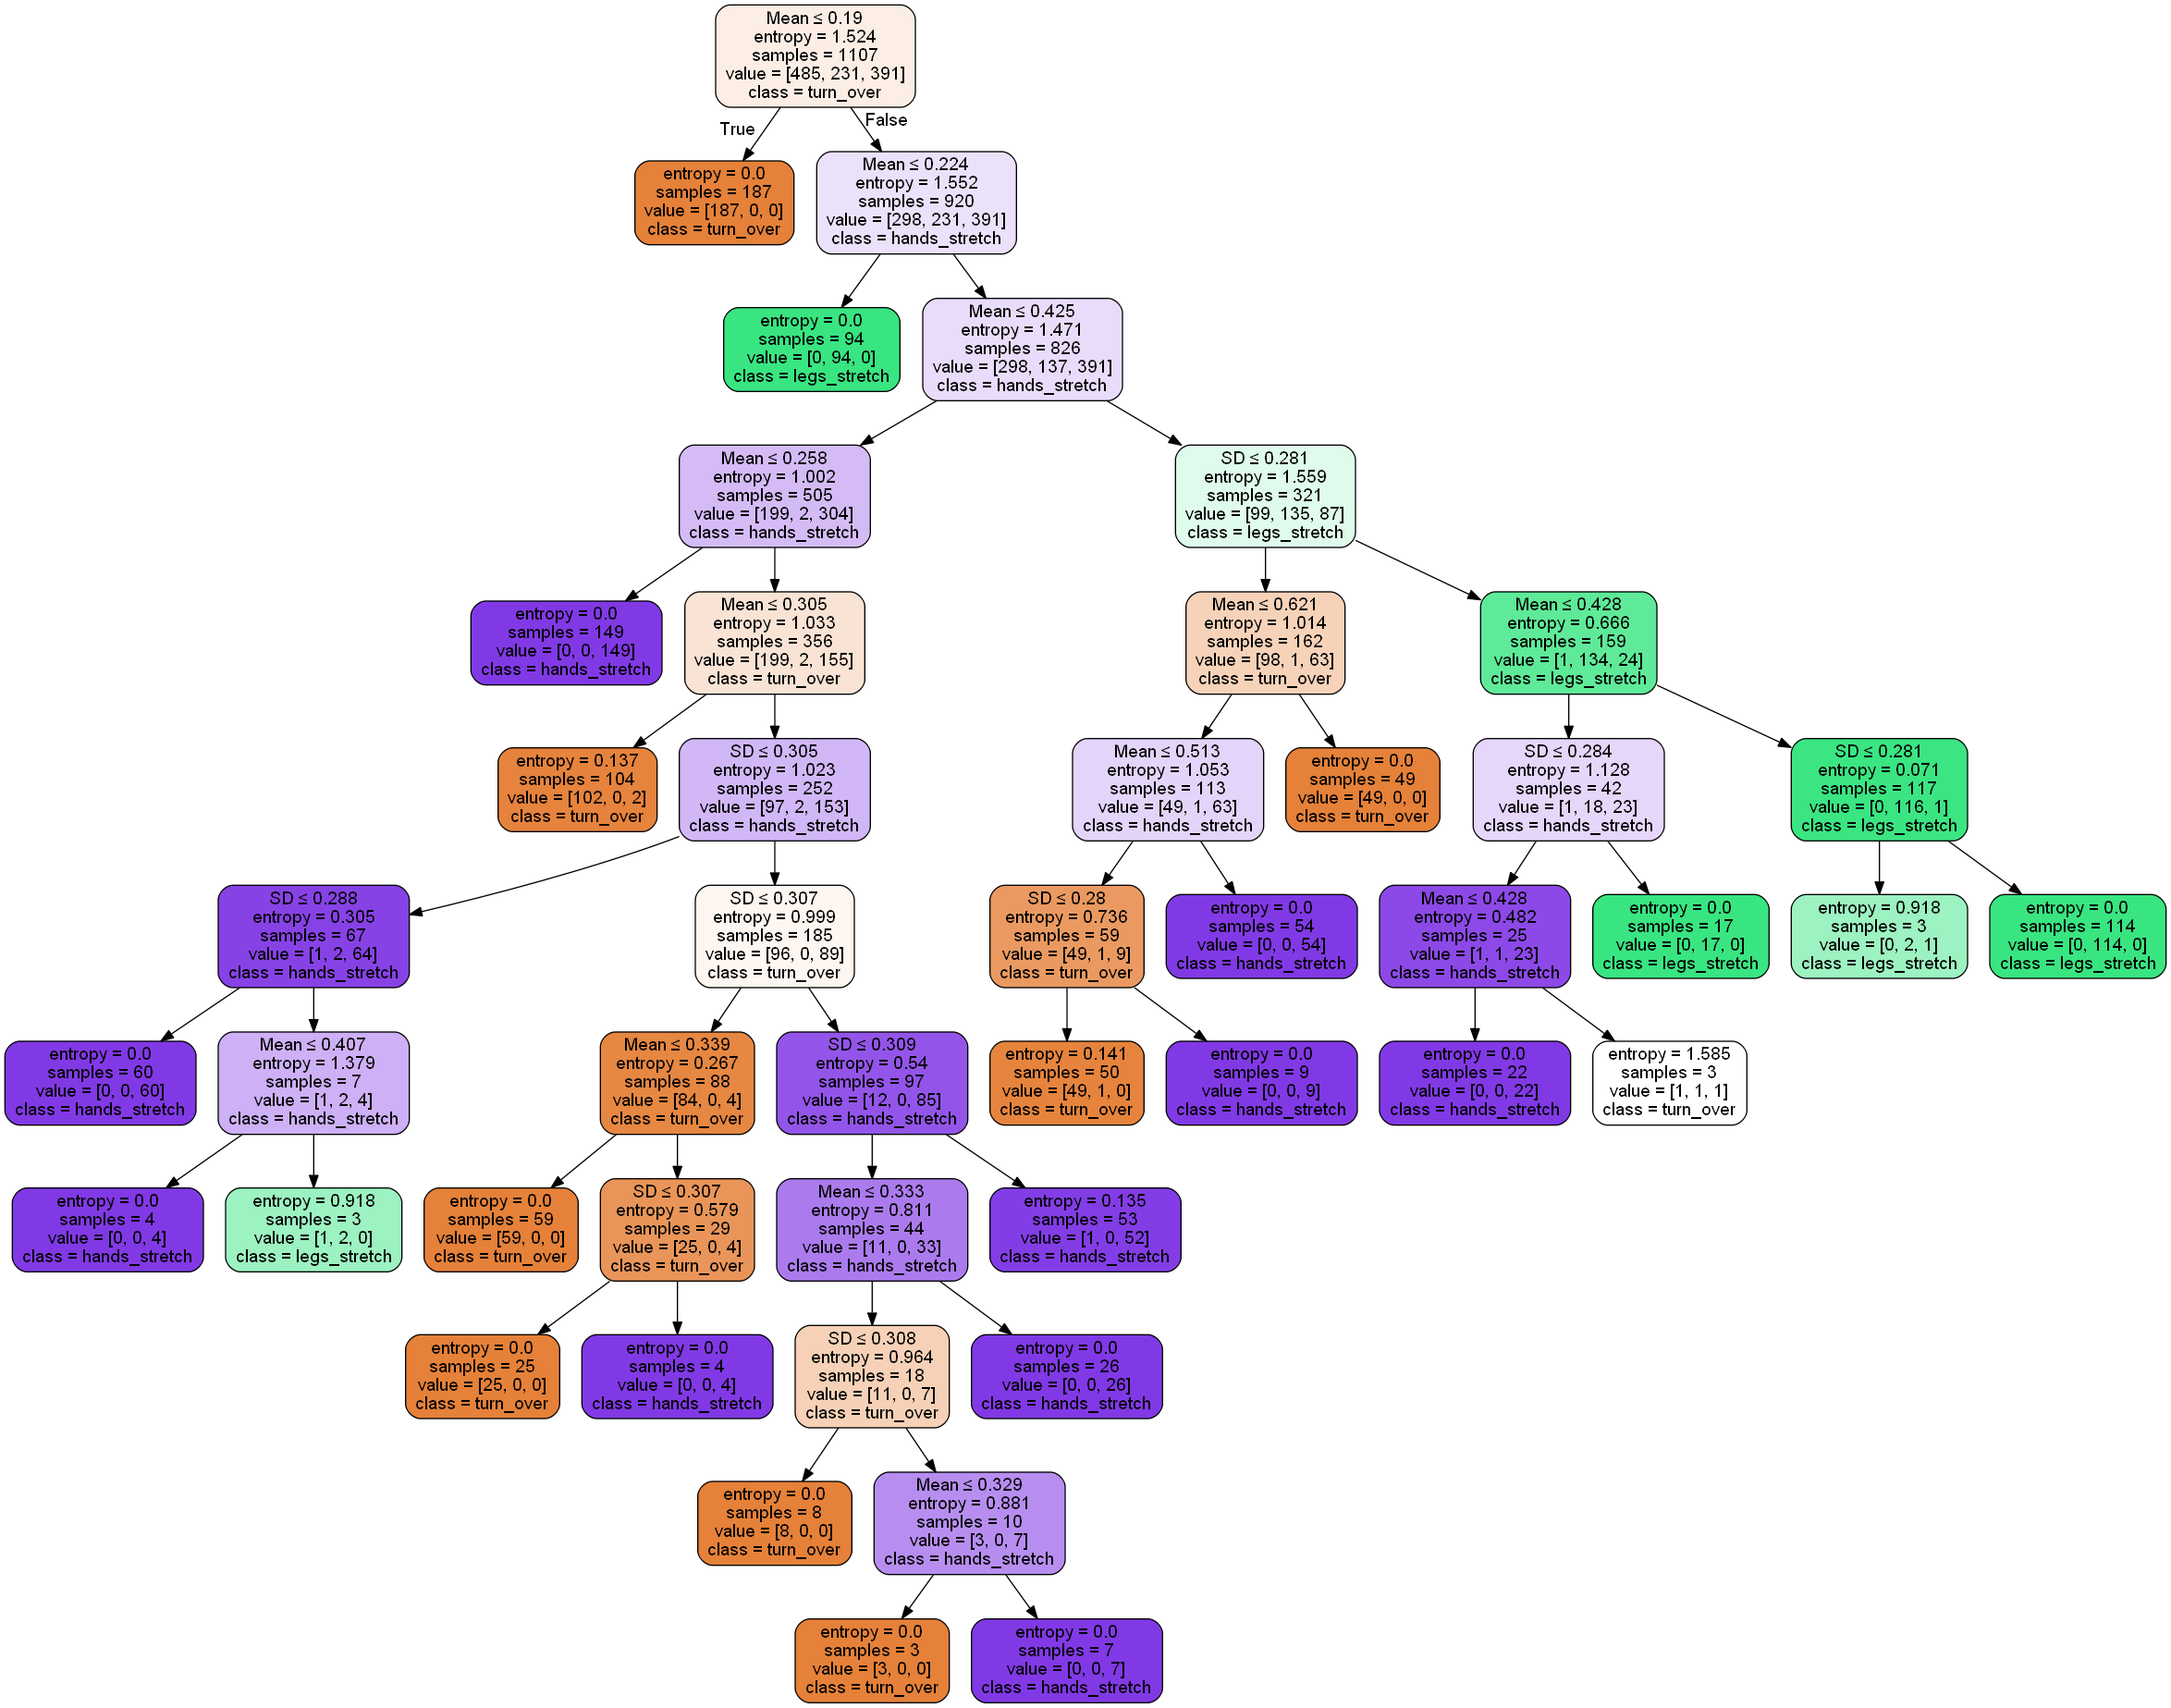 Mean ≤ 0.19
entropy = 1.524
samples = 1107
value = [485, 231, 391]
class = turn_over
True
False
entropy = 0.0
samples = 187
value = [187, 0, 0]
class = turn_over
Mean ≤ 0.224
entropy = 1.552
samples = 920
value = [298, 231, 391]
class = hands_stretch
entropy = 0.0
samples = 94
value = [0, 94, 0]
class = legs_stretch
Mean ≤ 0.425
entropy = 1.471
samples = 826
value = [298, 137, 391]
class = hands_stretch
Mean ≤ 0.258
entropy = 1.002
samples = 505
value = [199, 2, 304]
class = hands_stretch
SD ≤ 0.281
entropy = 1.559
samples = 321
value = [99, 135, 87]
class = legs_stretch
entropy = 0.0
samples = 149
value = [0, 0, 149]
class = hands_stretch
Mean ≤ 0.305
entropy = 1.033
samples = 356
value = [199, 2, 155]
class = turn_over
Mean ≤ 0.621
entropy = 1.014
samples = 162
value = [98, 1, 63]
class = turn_over
Mean ≤ 0.428
entropy = 0.666
samples = 159
value = [1, 134, 24]
class = legs_stretch
entropy = 0.137
samples = 104
value = [102, 0, 2]
class = turn_over
SD ≤ 0.305
entropy = 1.023
samples = 252
value = [97, 2, 153]
class = hands_stretch
Mean ≤ 0.513
entropy = 1.053
samples = 113
value = [49, 1, 63]
class = hands_stretch
entropy = 0.0
samples = 49
value = [49, 0, 0]
class = turn_over
SD ≤ 0.284
entropy = 1.128
samples = 42
value = [1, 18, 23]
class = hands_stretch
SD ≤ 0.281
entropy = 0.071
samples = 117
value = [0, 116, 1]
class = legs_stretch
SD ≤ 0.288
entropy = 0.305
samples = 67
value = [1, 2, 64]
class = hands_stretch
SD ≤ 0.307
entropy = 0.999
samples = 185
value = [96, 0, 89]
class = turn_over
SD ≤ 0.28
entropy = 0.736
samples = 59
value = [49, 1, 9]
class = turn_over
entropy = 0.0
samples = 54
value = [0, 0, 54]
class = hands_stretch
Mean ≤ 0.428
entropy = 0.482
samples = 25
value = [1, 1, 23]
class = hands_stretch
entropy = 0.0
samples = 17
value = [0, 17, 0]
class = legs_stretch
entropy = 0.918
samples = 3
value = [0, 2, 1]
class = legs_stretch
entropy = 0.0
samples = 114
value = [0, 114, 0]
class = legs_stretch
entropy = 0.0
samples = 60
value = [0, 0, 60]
class = hands_stretch
Mean ≤ 0.407
entropy = 1.379
samples = 7
value = [1, 2, 4]
class = hands_stretch
Mean ≤ 0.339
entropy = 0.267
samples = 88
value = [84, 0, 4]
class = turn_over
SD ≤ 0.309
entropy = 0.54
samples = 97
value = [12, 0, 85]
class = hands_stretch
entropy = 0.141
samples = 50
value = [49, 1, 0]
class = turn_over
entropy = 0.0
samples = 9
value = [0, 0, 9]
class = hands_stretch
entropy = 0.0
samples = 22
value = [0, 0, 22]
class = hands_stretch
entropy = 1.585
samples = 3
value = [1, 1, 1]
class = turn_over
entropy = 0.0
samples = 4
value = [0, 0, 4]
class = hands_stretch
entropy = 0.918
samples = 3
value = [1, 2, 0]
class = legs_stretch
entropy = 0.0
samples = 59
value = [59, 0, 0]
class = turn_over
SD ≤ 0.307
entropy = 0.579
samples = 29
value = [25, 0, 4]
class = turn_over
Mean ≤ 0.333
entropy = 0.811
samples = 44
value = [11, 0, 33]
class = hands_stretch
entropy = 0.135
samples = 53
value = [1, 0, 52]
class = hands_stretch
entropy = 0.0
samples = 25
value = [25, 0, 0]
class = turn_over
entropy = 0.0
samples = 4
value = [0, 0, 4]
class = hands_stretch
SD ≤ 0.308
entropy = 0.964
samples = 18
value = [11, 0, 7]
class = turn_over
entropy = 0.0
samples = 26
value = [0, 0, 26]
class = hands_stretch
entropy = 0.0
samples = 8
value = [8, 0, 0]
class = turn_over
Mean ≤ 0.329
entropy = 0.881
samples = 10
value = [3, 0, 7]
class = hands_stretch
entropy = 0.0
samples = 3
value = [3, 0, 0]
class = turn_over
entropy = 0.0
samples = 7
value = [0, 0, 7]
class = hands_stretch